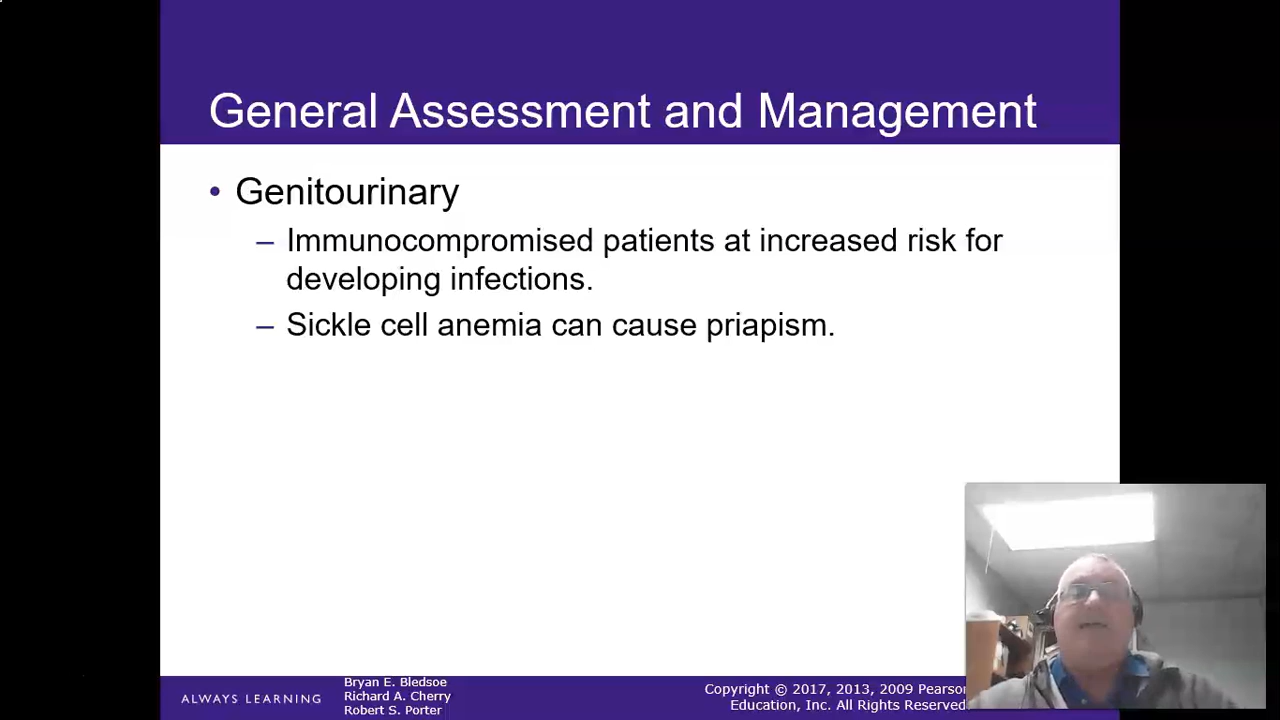 General Assessment and Management
• Genitourinary
– Immunocompromised patients at increased risk for
developing infections.
– Sickle cell anemia can cause priapism.
ALWAYS LEARNING
Bryan E. Bledsoe
Richard A. Cherry
Robert S. Porter
Copyright © 2017, 2013, 2009 Pearson
Education, Inc. All Rights Reserved.